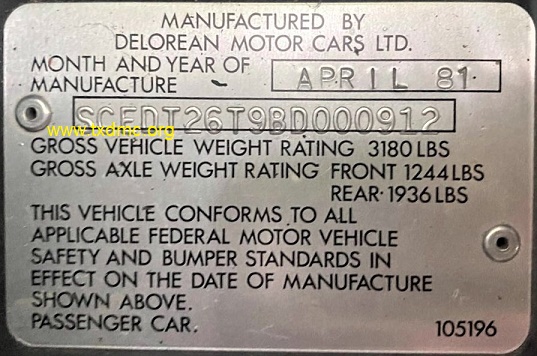 MANUFACTURED BY
DELOREAN MOTOR CARS LTD.
MONTH AND YEAR OF
MANUFACTURE
APRIL 81
SCEDT26T9BD000912
www.txdmc.org
GROSS VEHICLE WEIGHT RATING 3180 LBS
GROSS AXLE WEIGHT RATING FRONT 1244 LBS
REAR· 1936 LBS
THIS VEHICLE CONFORMS TO ALL
APPLICABLE FEDERAL MOTOR VEHICLE
SAFETY AND BUMPER STANDARDS IN
EFFECT ON THE DATE OF MANUFACTURE
SHOWN ABOVE.
PASSENGER CAR.
105196